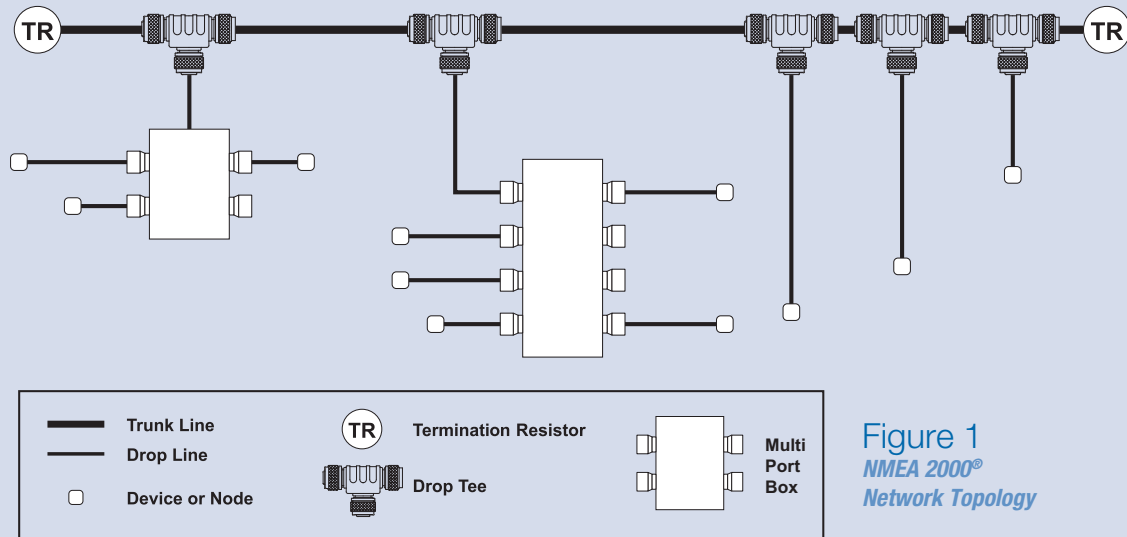 TR
TR
Trunk Line
Drop Line
Device or Node
TR
Termination Resistor
Drop Tee
Multi
Port
Box
Figure 1
NMEA 2000®
Network Topology